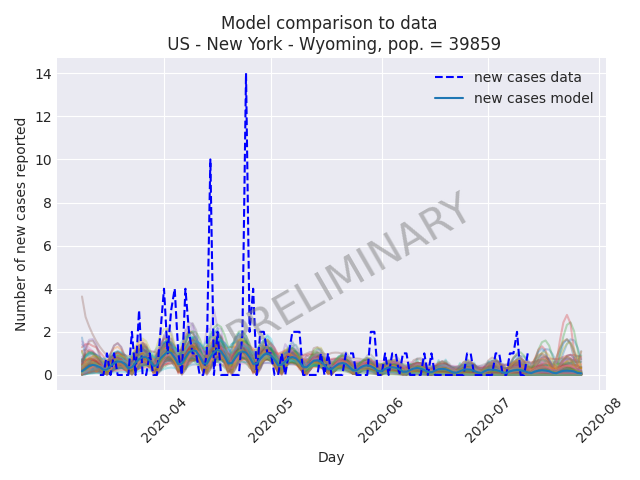 Model comparison to data
US - New York - Wyoming, pop. = 39859
new cases data
new cases model
14
12
10
8
6
4
2
0
Number of new cases reported
PRELIMINARY
2020-04
2020-05
2020-06
2020-07
2020-08
Day